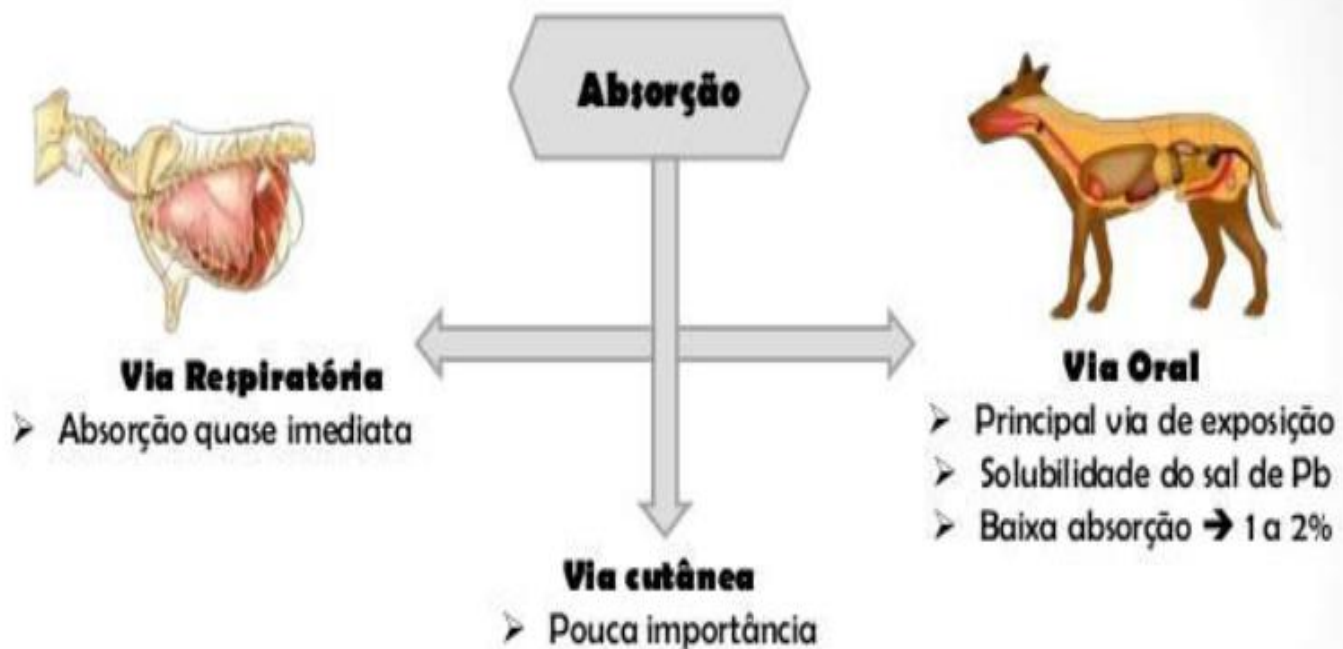 Absorção
Via Respiratória
➢ Absorção quase imediata
Via Oral
➢ Principal via de exposição
➢ Solubilidade do sal de Pb
➢ Baixa absorção ➔ 1 a 2%
Via cutânea
➢ Pouca importância